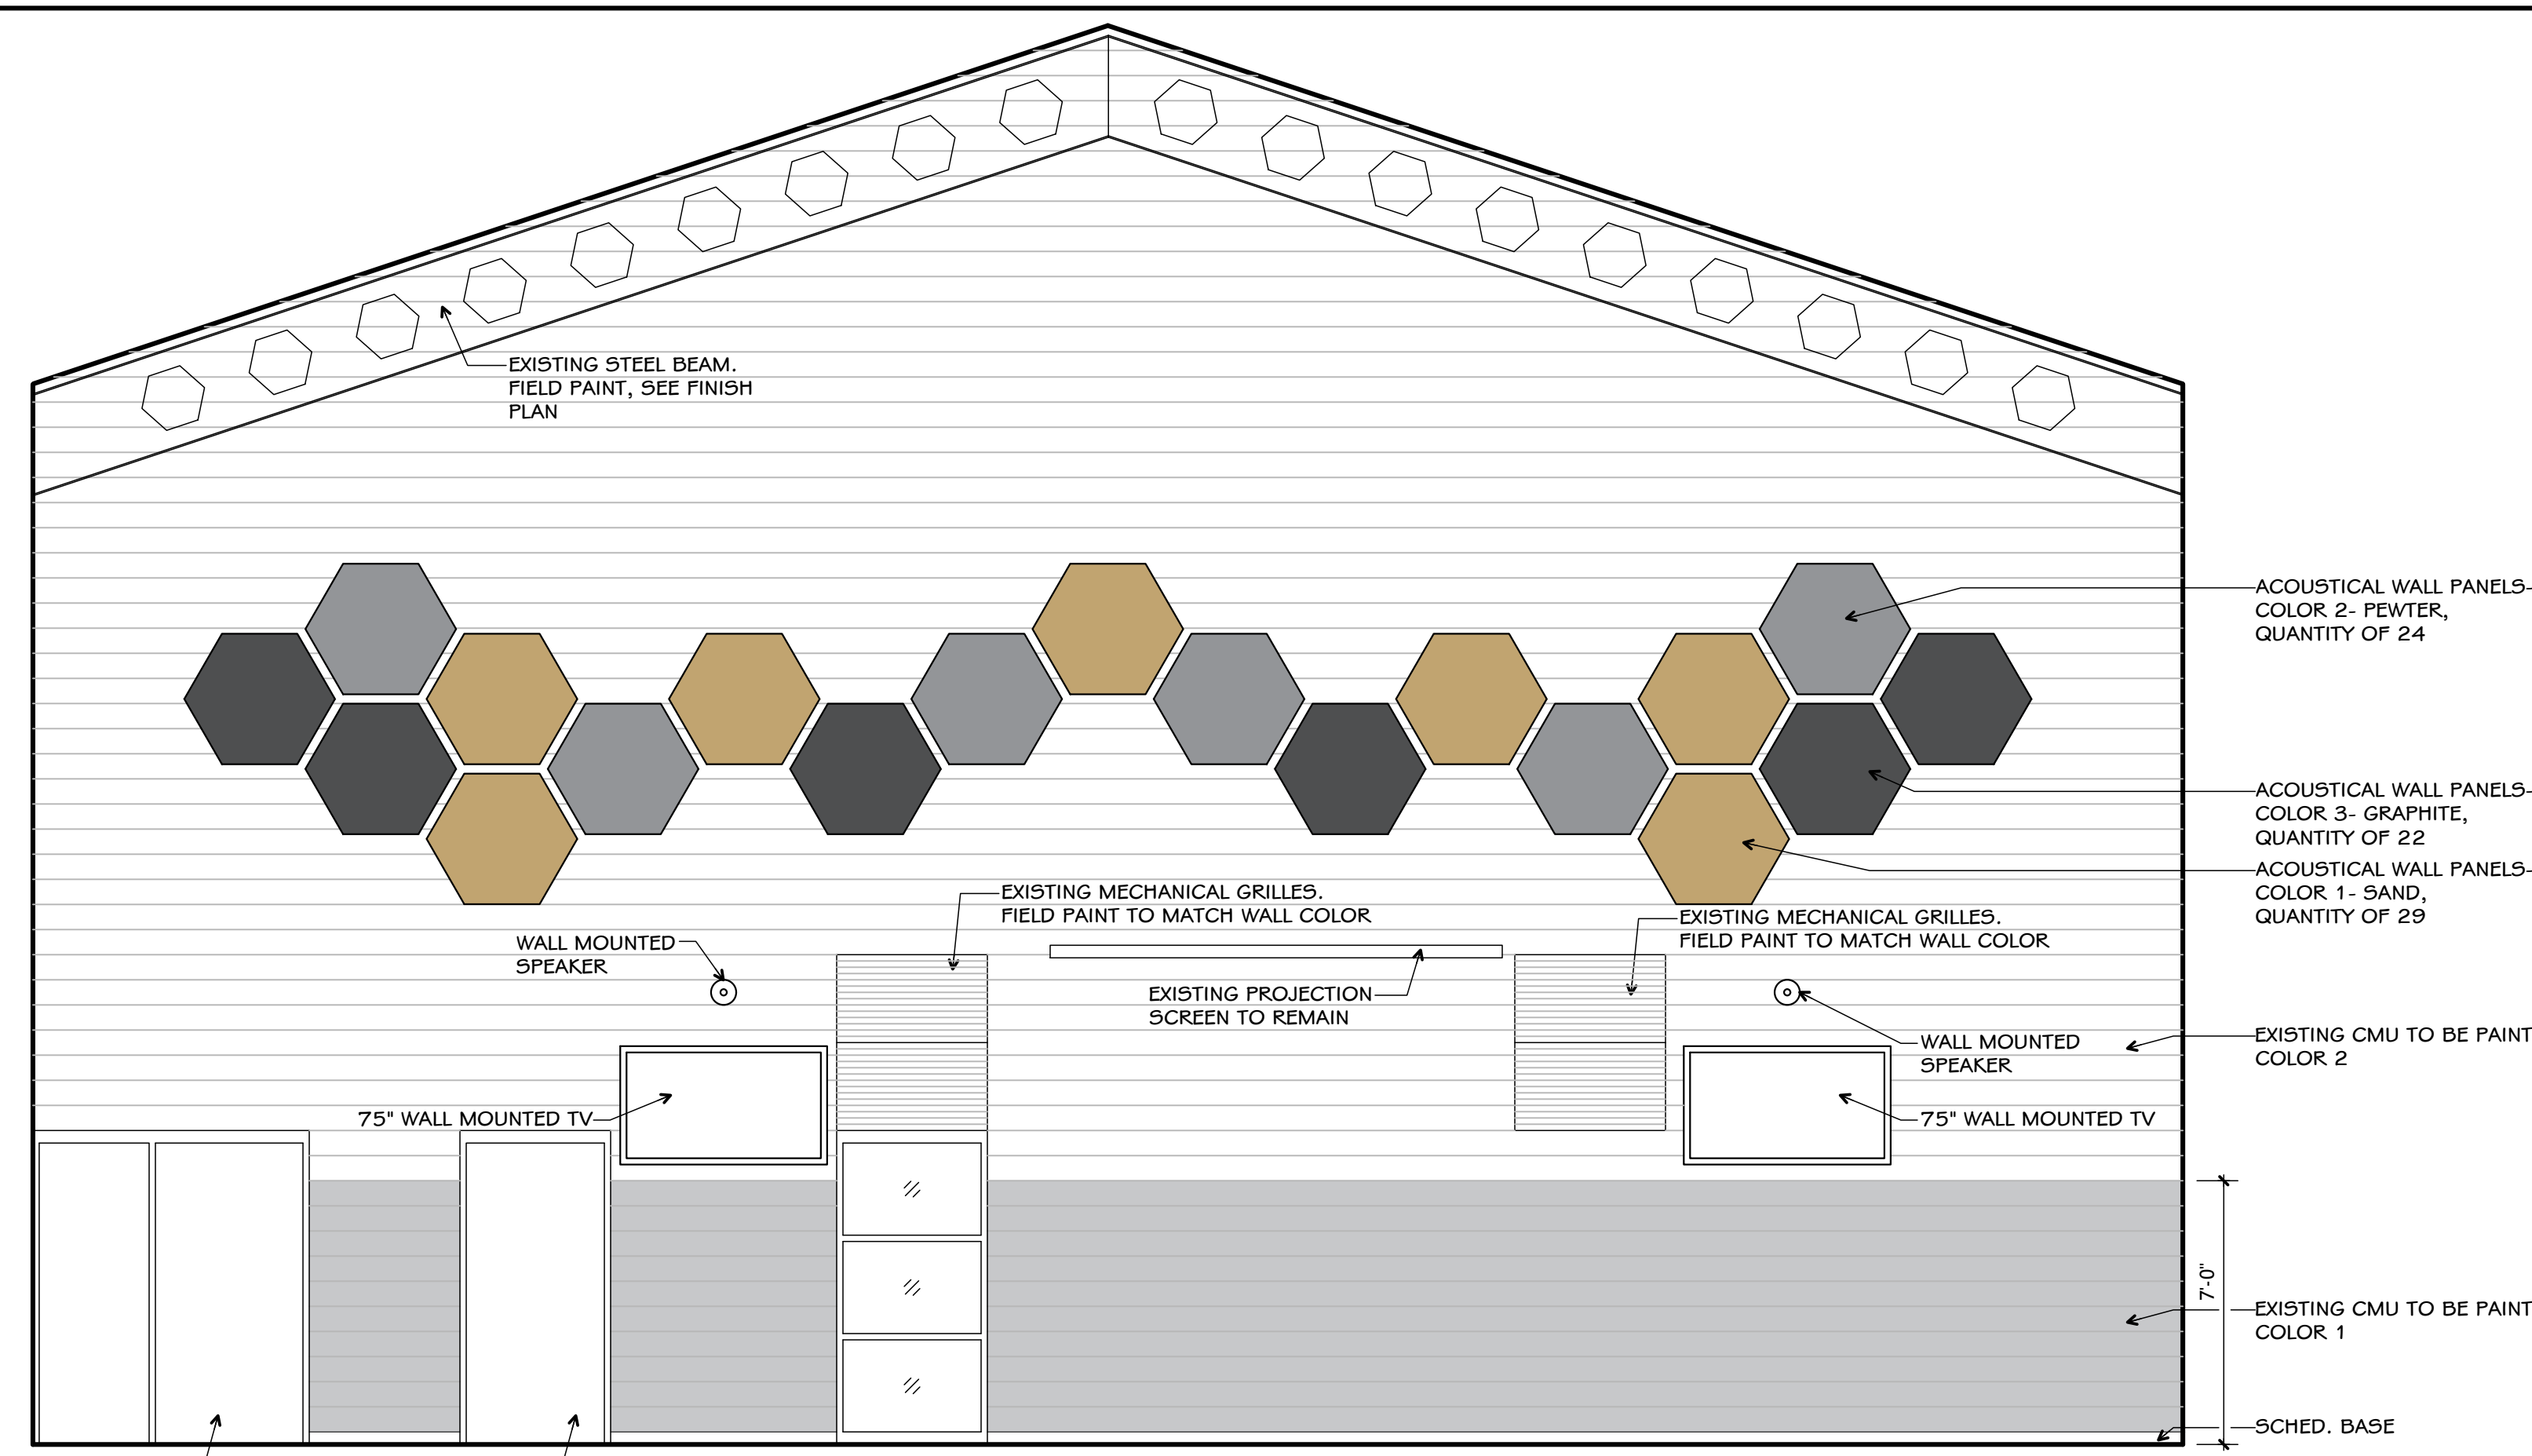 EXISTING STEEL BEAM.
FIELD PAINT, SEE FINISH
PLAN
ACOUSTICAL WALL PANELS-
COLOR 2- PEWTER,
QUANTITY OF 24
ACOUSTICAL WALL PANELS-
COLOR 3- GRAPHITE,
QUANTITY OF 22
ACOUSTICAL WALL PANELS-
COLOR 1- SAND,
QUANTITY OF 29
EXISTING MECHANICAL GRILLES.
FIELD PAINT TO MATCH WALL COLOR
EXISTING MECHANICAL GRILLES.
FIELD PAINT TO MATCH WALL COLOR
WALL MOUNTED
SPEAKER
EXISTING PROJECTION
SCREEN TO REMAIN
WALL MOUNTED
SPEAKER
EXISTING CMU TO BE PAINT
COLOR 2
75" WALL MOUNTED TV
75" WALL MOUNTED TV
7'-0"
EXISTING CMU TO BE PAINT
COLOR 1
SCHED. BASE